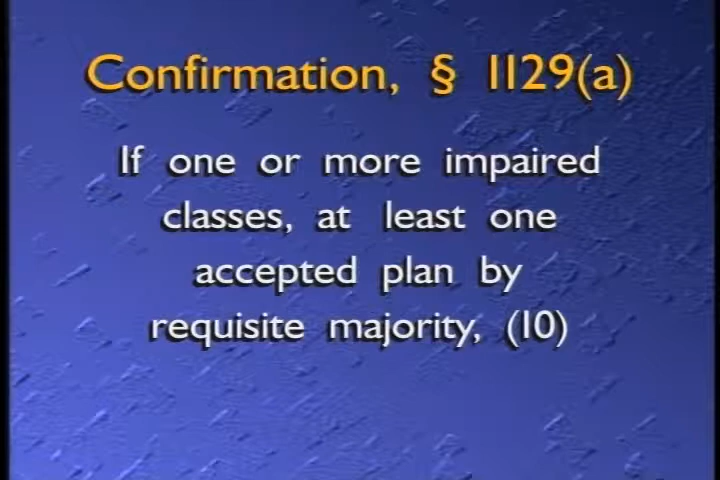 Confirmation, § 1129(a)
If one or more impaired
classes, at least one
accepted plan by
requisite majority, (10)